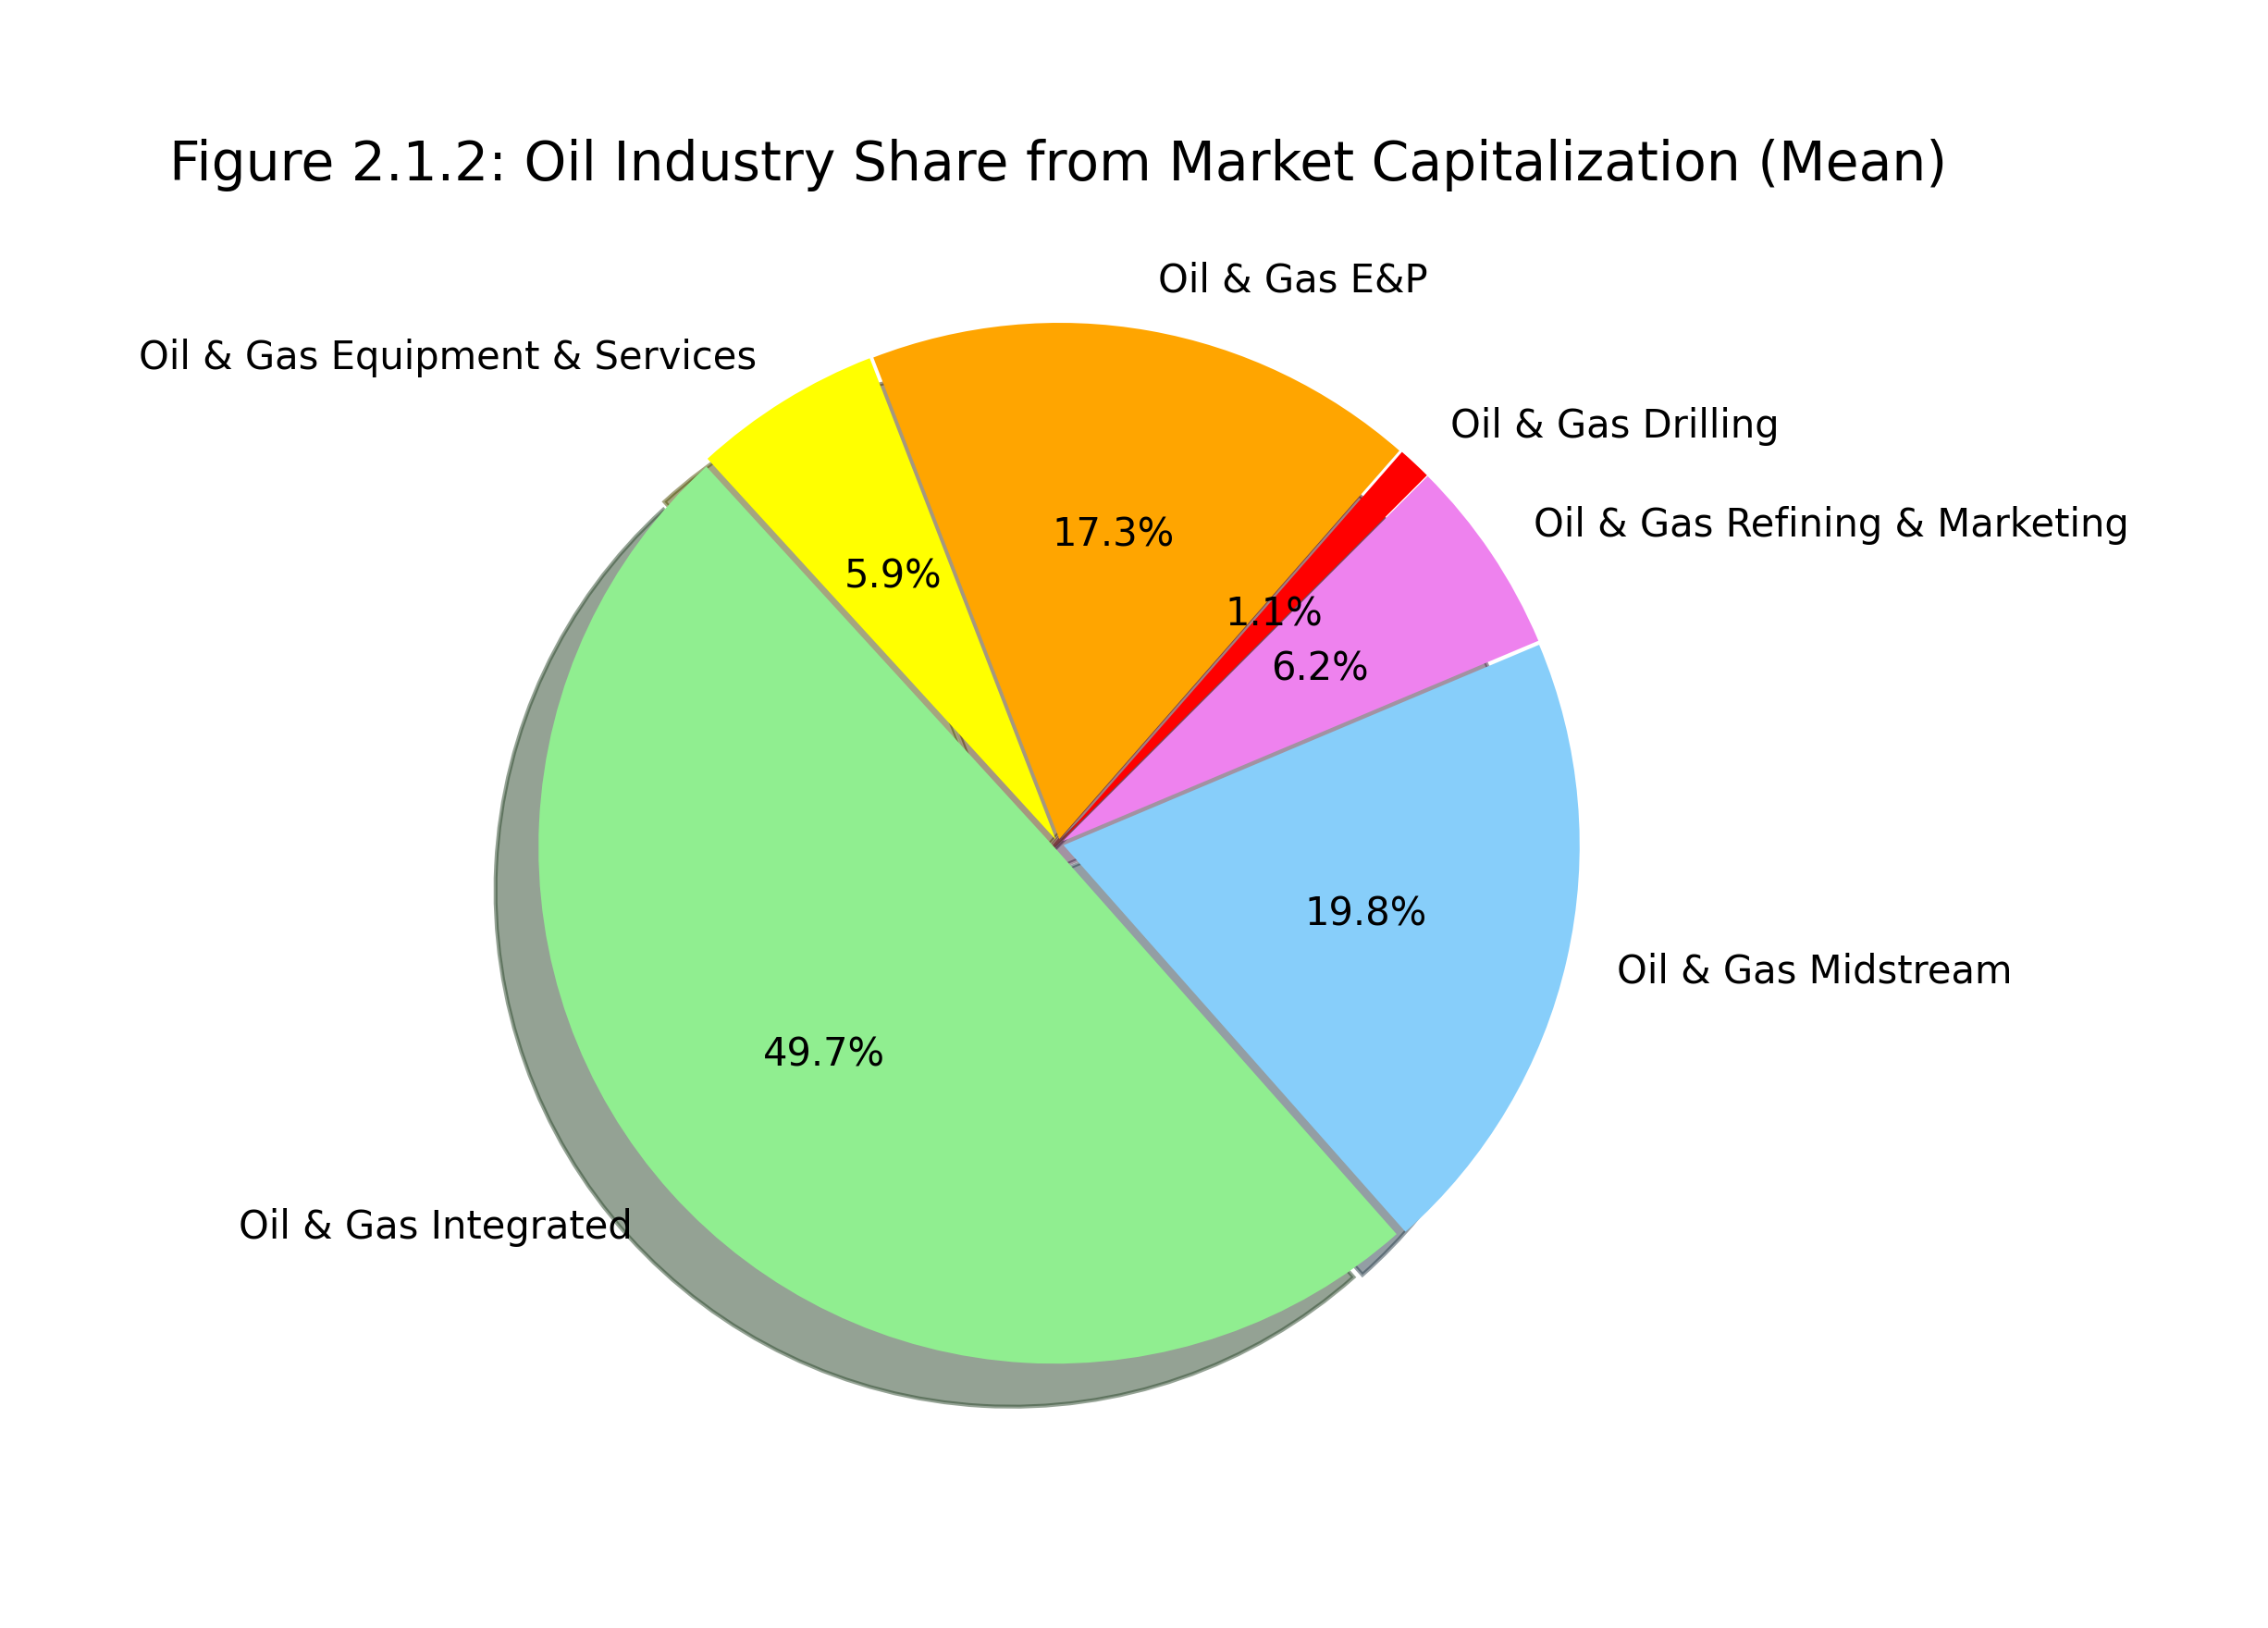 Figure 2.1.2: Oil Industry Share from Market Capitalization (Mean)
Oil & Gas E&P
Oil & Gas Equipment & Services
Oil & Gas Drilling
Oil & Gas Refining & Marketing
17.3%
5.9%
1.1%
6.2%
19.8%
Oil & Gas Midstream
49.7%
Oil & Gas Integrated